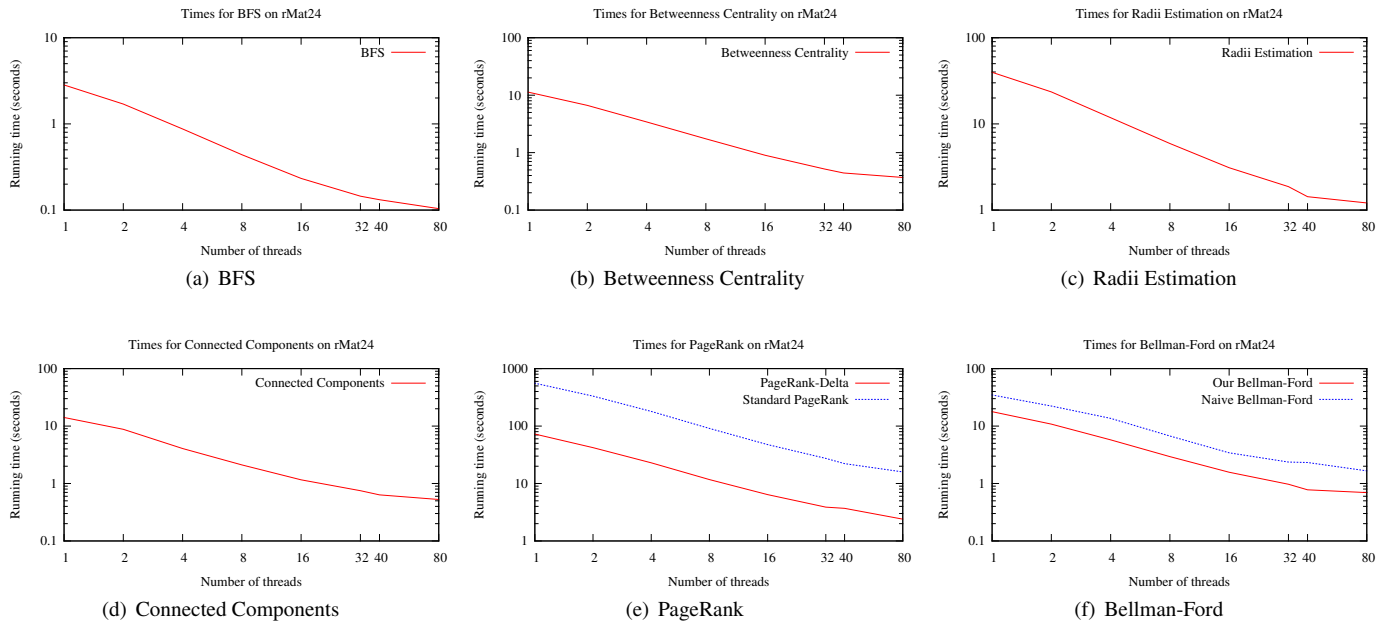 Times for BFS on rMat24
10
1
0.1
Running time (seconds)
BFS
1 2 4 8 16 32 40 80
Number of threads
(a) BFS
Times for Betweenness Centrality on rMat24
100
10
1
0.1
Running time (seconds)
Betweenness Centrality
1 2 4 8 16 32 40 80
Number of threads
(b) Betweenness Centrality
Times for Radii Estimation on rMat24
100
10
1
Running time (seconds)
Radii Estimation
1 2 4 8 16 32 40 80
Number of threads
(c) Radii Estimation
Times for Connected Components on rMat24
100
10
1
0.1
Running time (seconds)
Connected Components
1 2 4 8 16 32 40 80
Number of threads
(d) Connected Components
Times for PageRank on rMat24
1000
100
10
1
Running time (seconds)
PageRank-Delta
Standard PageRank
1 2 4 8 16 32 40 80
Number of threads
(e) PageRank
Times for Bellman-Ford on rMat24
100
10
1
0.1
Running time (seconds)
Our Bellman-Ford
Naive Bellman-Ford
1 2 4 8 16 32 40 80
Number of threads
(f) Bellman-Ford